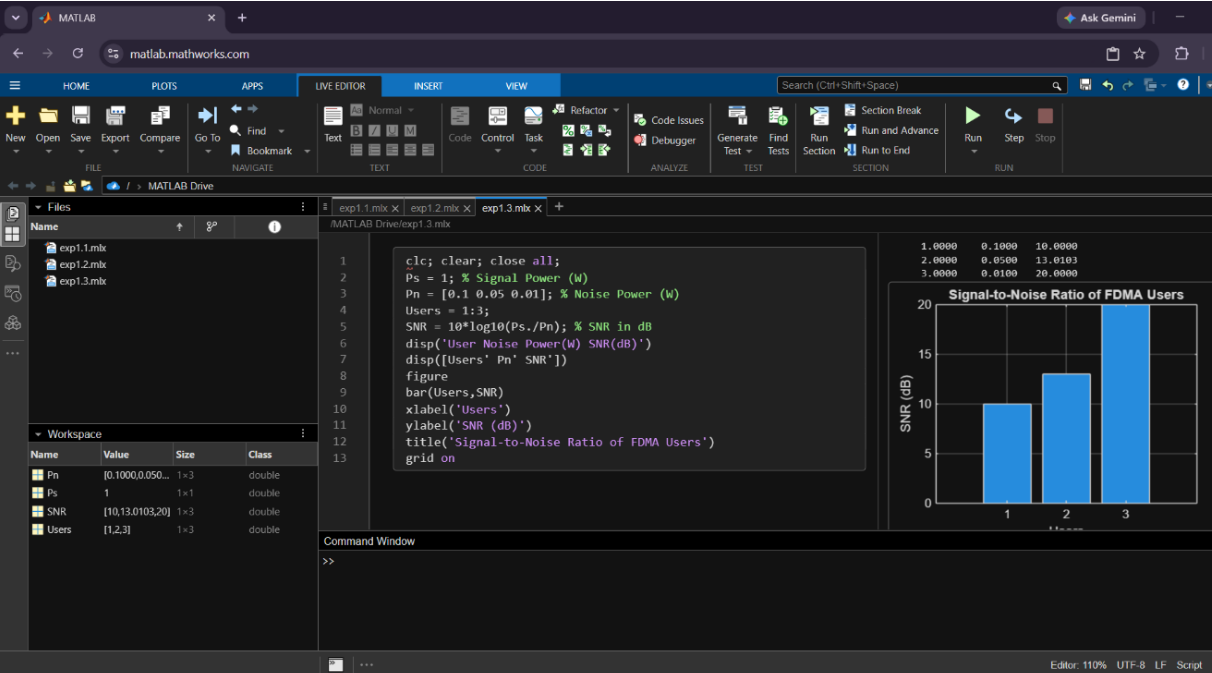 MATLAB
Ask Gemini
matlab.mathworks.com
HOME PLOTS APPS LIVE EDITOR INSERT VIEW
Search (Ctrl+Shift+Space)
New Open Save Export Compare
FILE
Go To Find Bookmark
NAVIGATE
Text Normal
B I U M
TEXT
Code Control Task Refactor
CODE
Code Issues
Debugger
ANALYZE
Generate Test Find Tests
TEST
Run Section
Section Break
Run and Advance
Run to End
SECTION
Run Step Stop
RUN
/ › MATLAB Drive
Files
Name
exp1.1.mlx
exp1.2.mlx
exp1.3.mlx
Workspace
Name Value Size Class
Pn [0.1000,0.050... 1×3 double
Ps 1 1×1 double
SNR [10,13.0103,20] 1×3 double
Users [1,2,3] 1×3 double
exp1.1.mlx exp1.2.mlx exp1.3.mlx
/MATLAB Drive/exp1.3.mlx
1 clc; clear; close all;
2 Ps = 1; % Signal Power (W)
3 Pn = [0.1 0.05 0.01]; % Noise Power (W)
4 Users = 1:3;
5 SNR = 10*log10(Ps./Pn); % SNR in dB
6 disp('User Noise Power(W) SNR(dB)')
7 disp([Users' Pn' SNR'])
8 figure
9 bar(Users,SNR)
10 xlabel('Users')
11 ylabel('SNR (dB)')
12 title('Signal-to-Noise Ratio of FDMA Users')
13 grid on
1.0000 0.1000 10.0000
2.0000 0.0500 13.0103
3.0000 0.0100 20.0000
Signal-to-Noise Ratio of FDMA Users
SNR (dB)
20
15
10
5
0
1 2 3
Command Window
>>
Editor: 110% UTF-8 LF Script